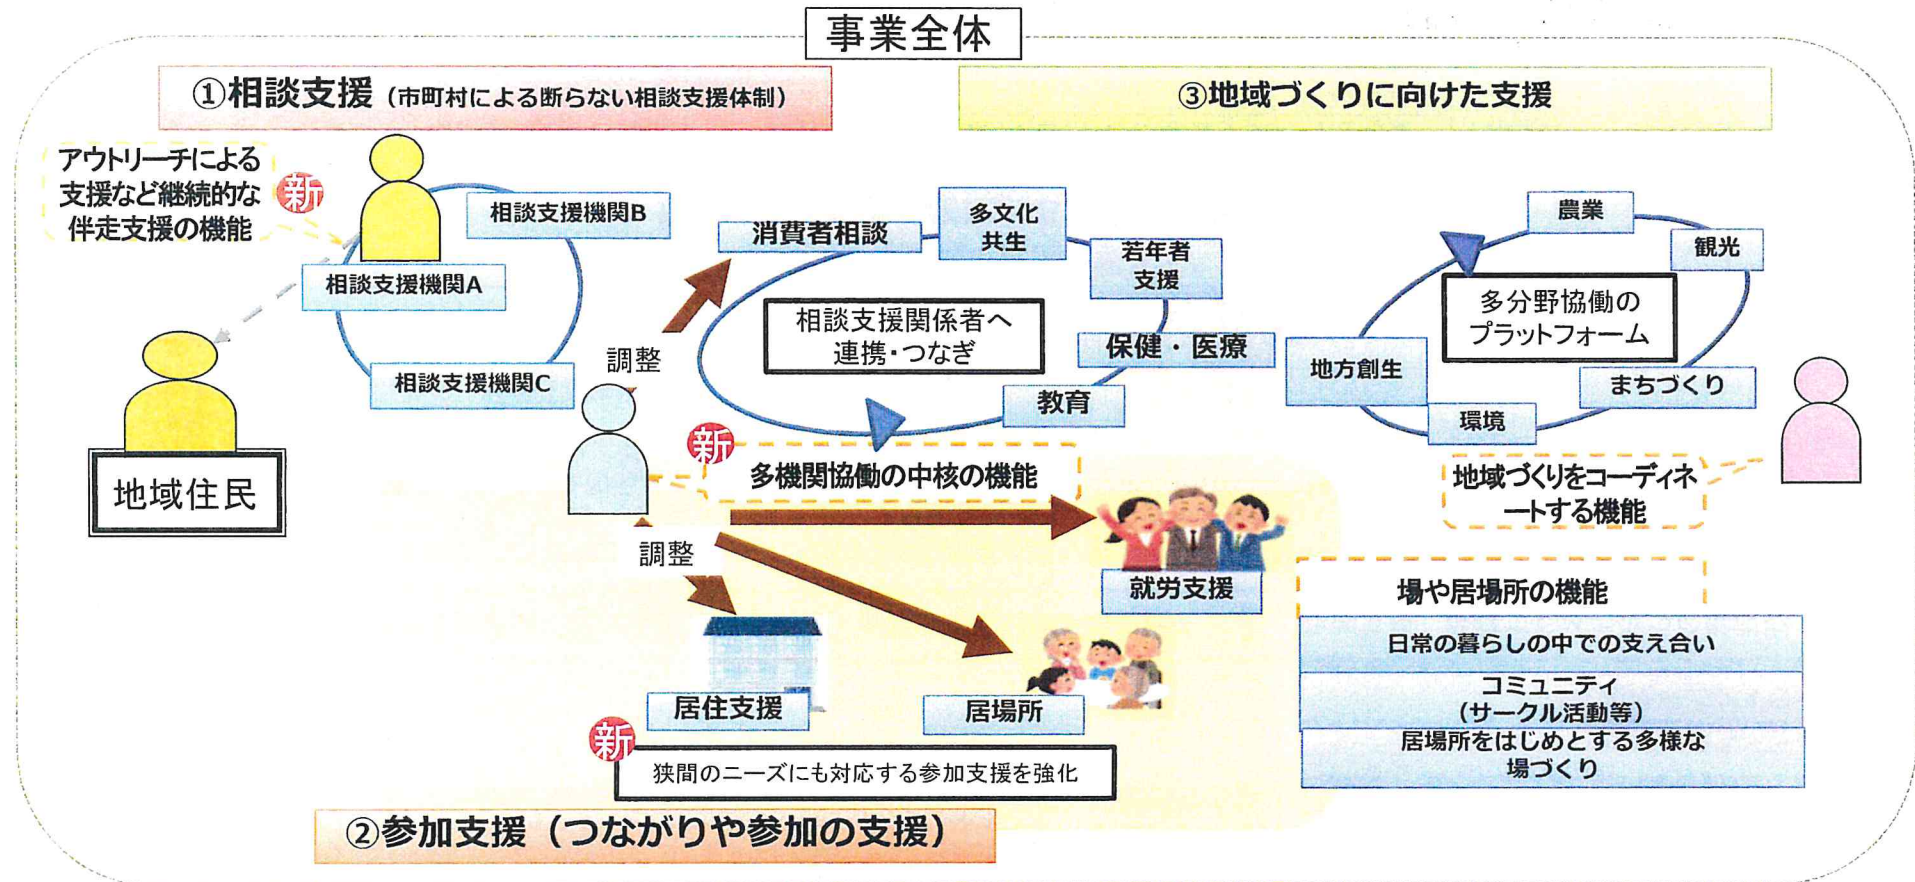 事業全体
①相談支援（市町村による断らない相談支援体制）
③地域づくりに向けた支援
アウトリーチによる
支援など継続的な
伴走支援の機能
新
相談支援機関B
相談支援機関A
相談支援機関C
地域住民
調整
消費者相談
多文化
共生
若年者
支援
保健・医療
教育
相談支援関係者へ
連携・つなぎ
新
多機関協働の中核の機能
農業
観光
多分野協働の
プラットフォーム
地方創生
まちづくり
環境
地域づくりをコーディネ
ートする機能
調整
就労支援
居住支援
居場所
新
狭間のニーズにも対応する参加支援を強化
②参加支援（つながりや参加の支援）
場や居場所の機能
日常の暮らしの中での支え合い
コミュニティ
（サークル活動等）
居場所をはじめとする多様な
場づくり